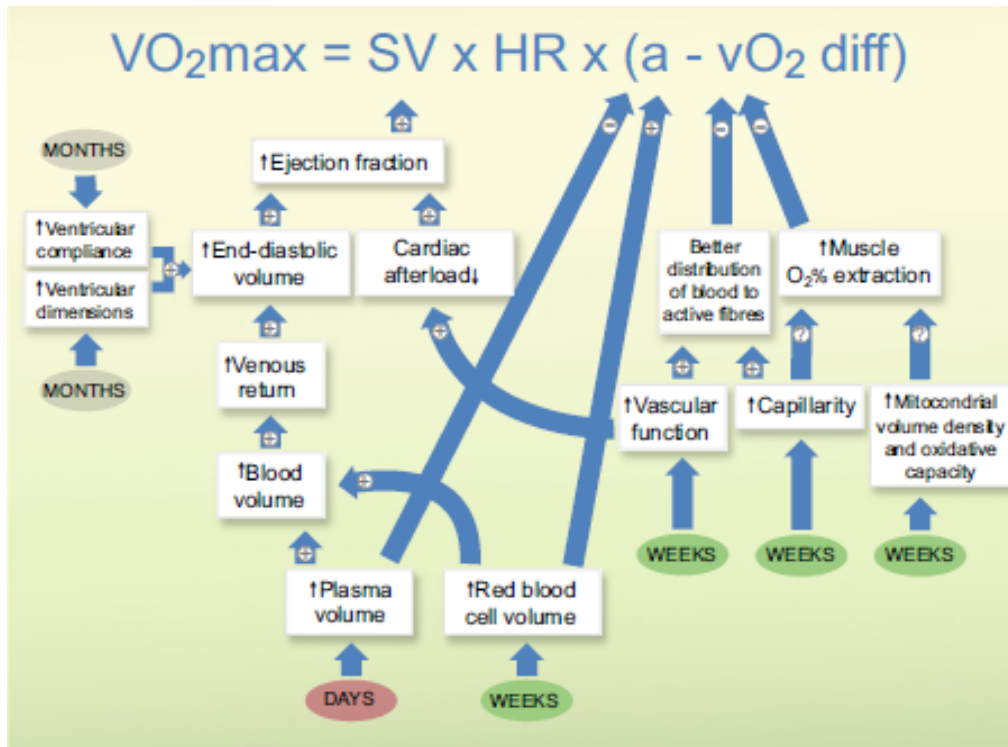 VO₂max = SV x HR x (a - vO₂ diff)
MONTHS
↑Ejection fraction
↑Ventricular
compliance
↑Ventricular
dimensions
MONTHS
↑End-diastolic
volume
Cardiac
afterload↓
Better
distribution
of blood to
active fibres
↑Muscle
O₂% extraction
↑Venous
return
↑Vascular
function
↑Capillarity
↑Mitocondrial
volume density
and oxidative
capacity
↑Blood
volume
WEEKS
WEEKS
WEEKS
↑Plasma
volume
↑Red blood
cell volume
DAYS
WEEKS